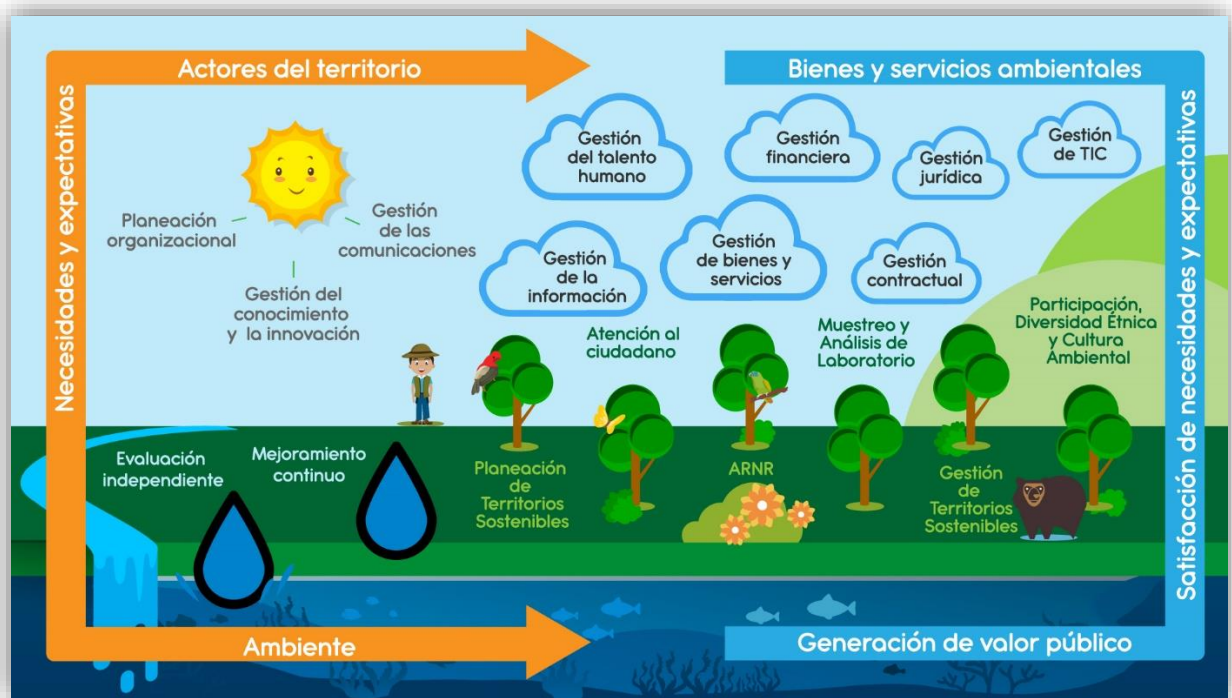 Actores del territorio
Bienes y servicios ambientales
Necesidades y expectativas
Satisfacción de necesidades y expectativas
Planeación
organizacional
Gestión
de las
comunicaciones
Gestión del
conocimiento
y la innovación
Gestión
del talento
humano
Gestión
financiera
Gestión
jurídica
Gestión
de TIC
Gestión
de la
información
Gestión
de bienes y
servicios
Gestión
contractual
Atención al
ciudadano
Muestreo y
Análisis de
Laboratorio
Participación,
Diversidad Étnica
y Cultura
Ambiental
Evaluación
independiente
Mejoramiento
continuo
Planeación
de
Territorios
Sostenibles
ARNR
Gestión
de
Territorios
Sostenibles
Ambiente
Generación de valor público